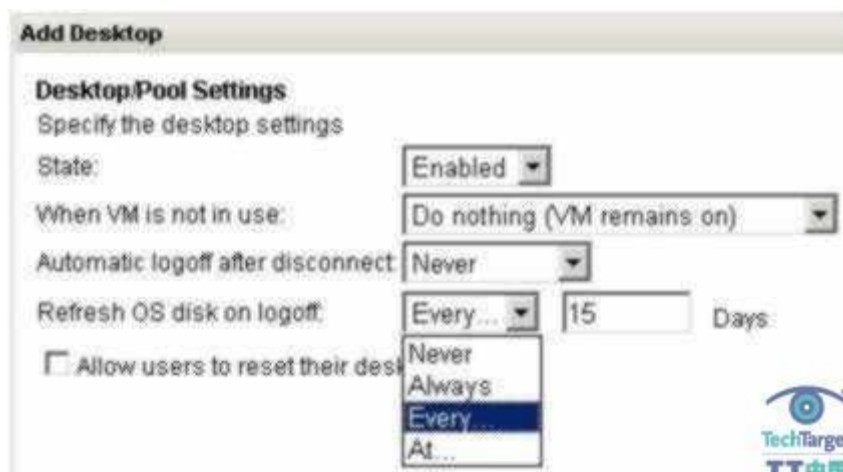 Add Desktop
Desktop/Pool Settings
Specify the desktop settings
State: Enabled
When VM is not in use: Do nothing (VM remains on)
Automatic logoff after disconnect: Never
Refresh OS disk on logoff: Every... 15 Days
Allow users to reset their desk
Never
Always
Every...
At...
TechTarge